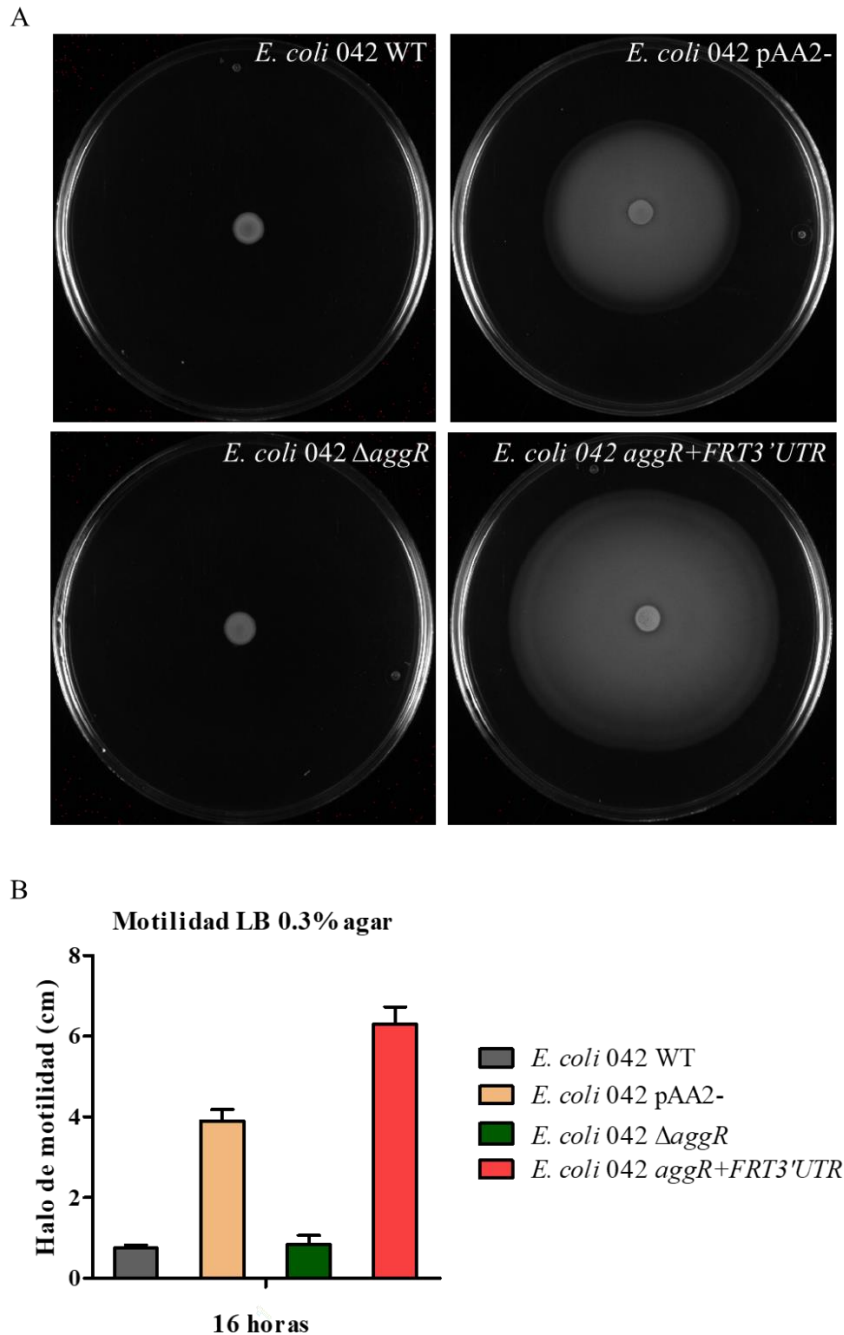 A
E. coli 042 WT
E. coli 042 pAA2-
E. coli 042 ΔaggR
E. coli 042 aggR+FRT3’UTR
B
Motilidad LB 0.3% agar
Halo de motilidad (cm)
8
6
4
2
0
16 horas
E. coli 042 WT
E. coli 042 pAA2-
E. coli 042 ΔaggR
E. coli 042 aggR+FRT3'UTR